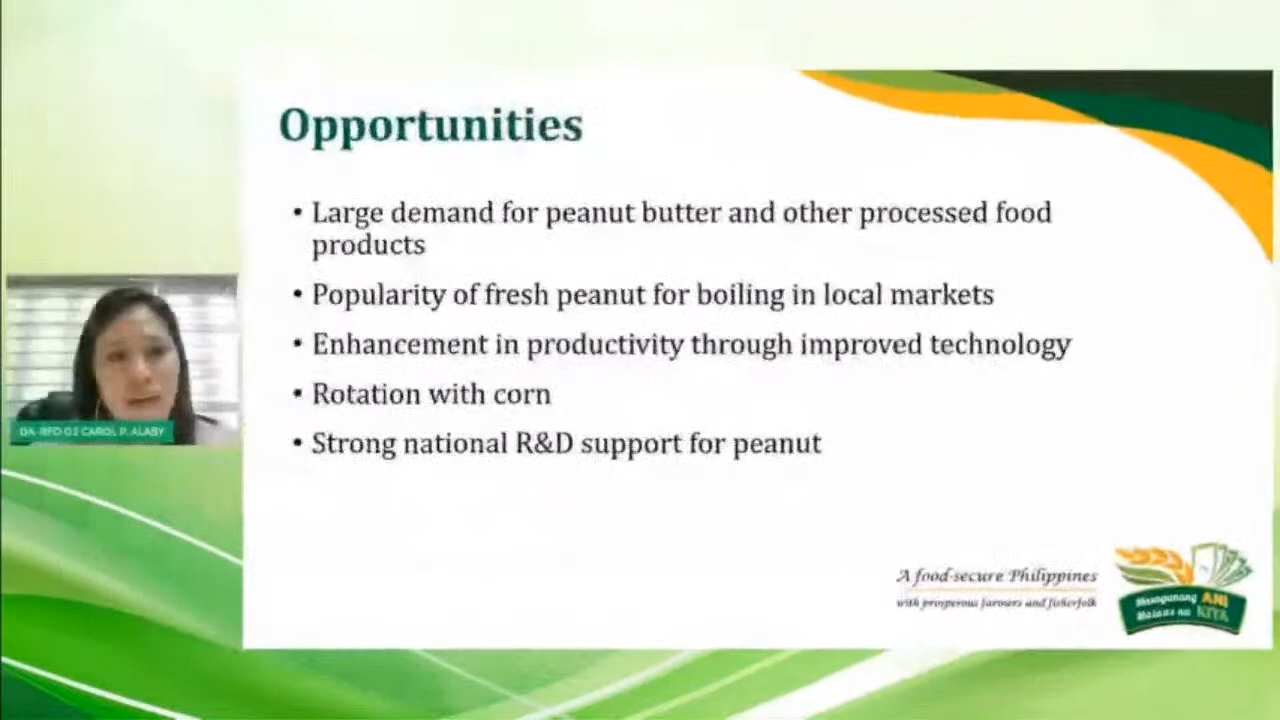 Opportunities
• Large demand for peanut butter and other processed food
products
• Popularity of fresh peanut for boiling in local markets
• Enhancement in productivity through improved technology
• Rotation with corn
• Strong national R&D support for peanut
DA-RFO 02 CAROL P. ALABY
A food-secure Philippines
with prosperous farmers and fisherfolk
Masaganang ANI
Mataas na KITA